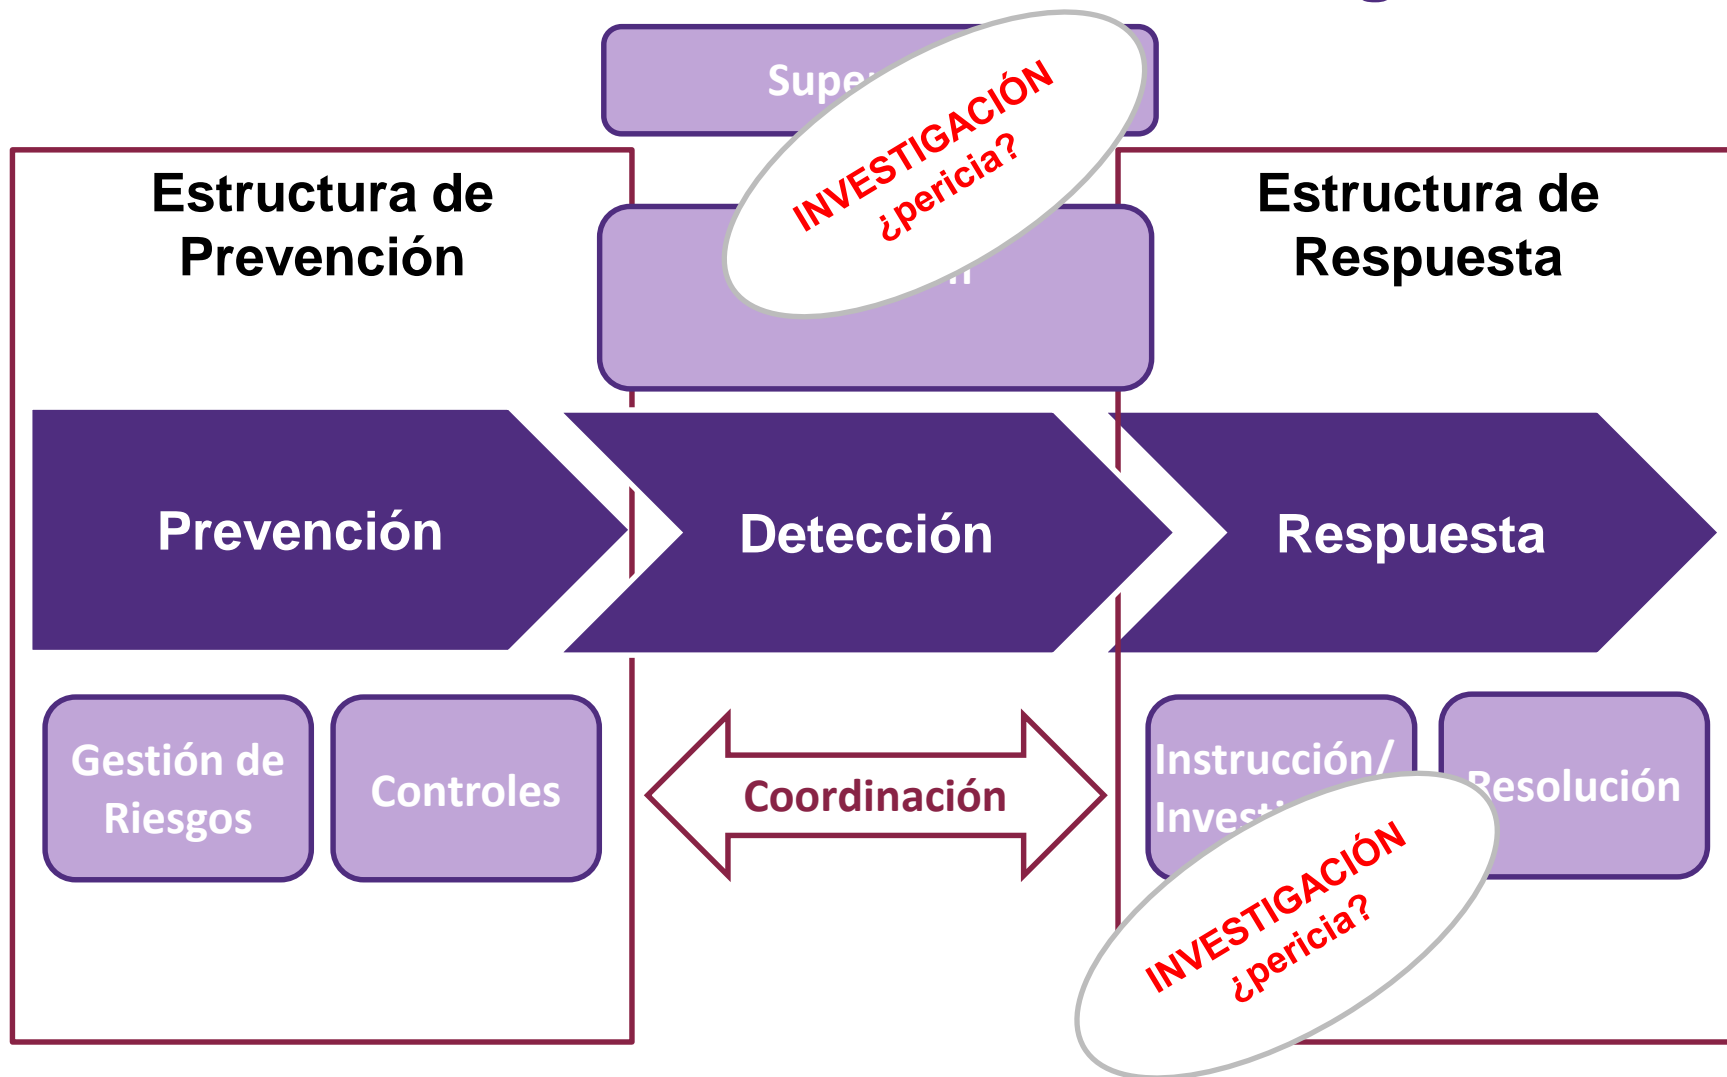 INVESTIGACIÓN
¿pericia?
Estructura de
Prevención
Estructura de
Respuesta
Prevención
Detección
Respuesta
Gestión de
Riesgos
Controles
Coordinación
Instrucción/
Resolución
INVESTIGACIÓN
¿pericia?